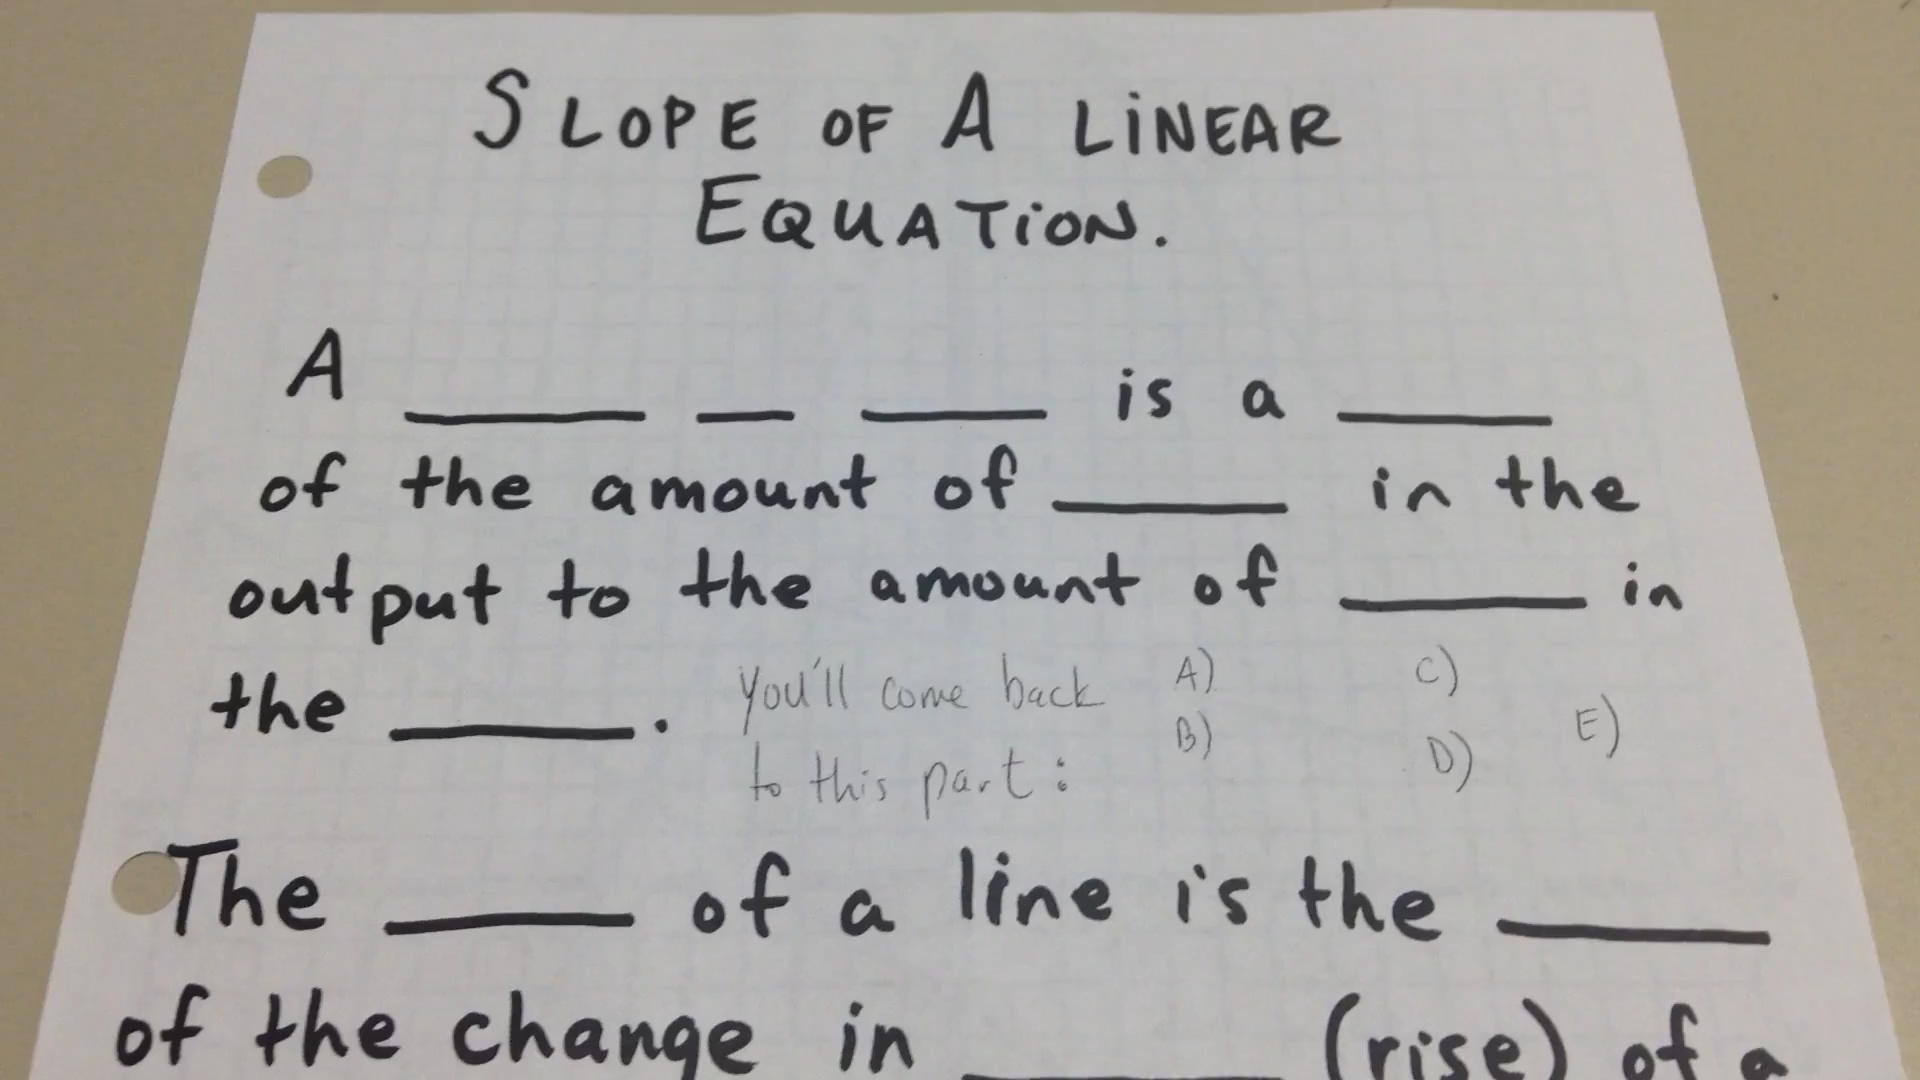 SLOPE OF A LINEAR
EQUATION.
A ____ __ ____ is a ____
of the amount of ____ in the
output to the amount of ____ in
the ____.
you'll come back
to this part:
A)
B)
C)
D)
E)
The ____ of a line is the ____
of the change in ____ (rise) of a